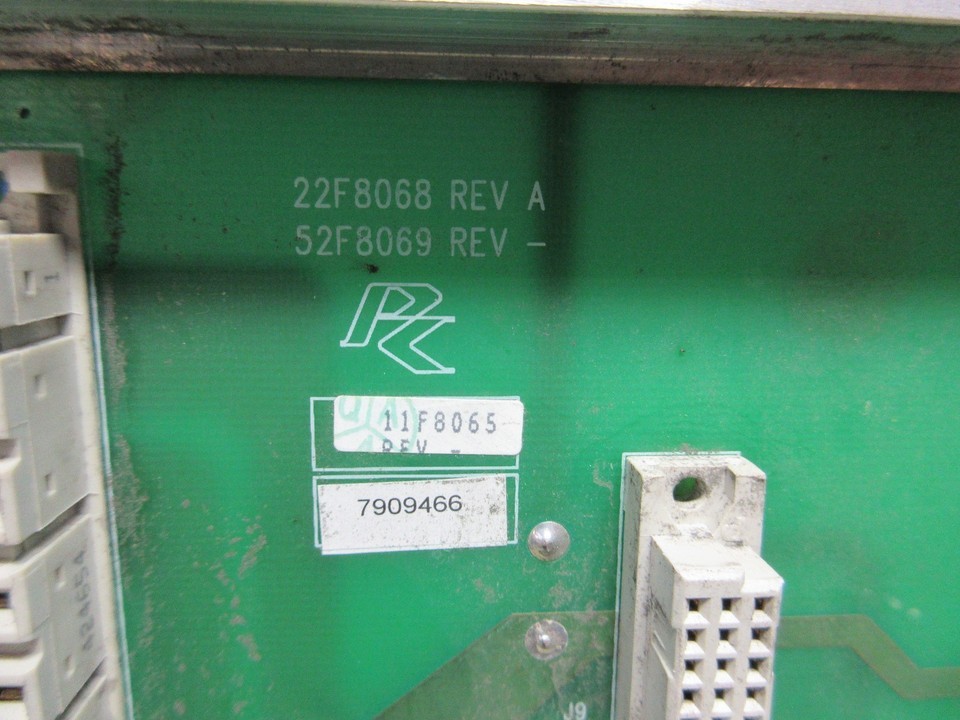 22F8068 REV A
52F8069 REV -
11F8065
REV -
7909466
J9